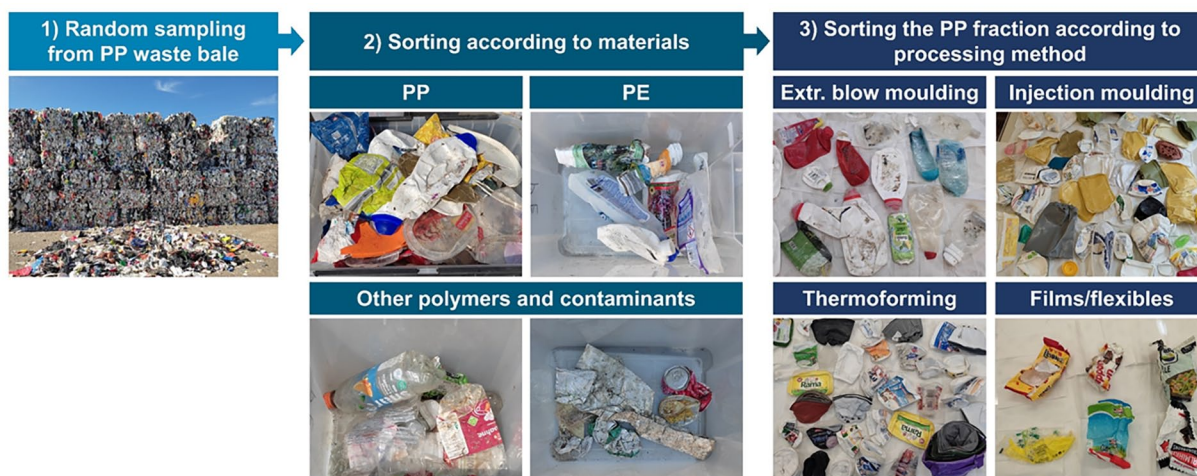 1) Random sampling
from PP waste bale
2) Sorting according to materials
3) Sorting the PP fraction according to
processing method
PP
PE
Extr. blow moulding
Injection moulding
Other polymers and contaminants
Thermoforming
Films/flexibles
Rama
Rama